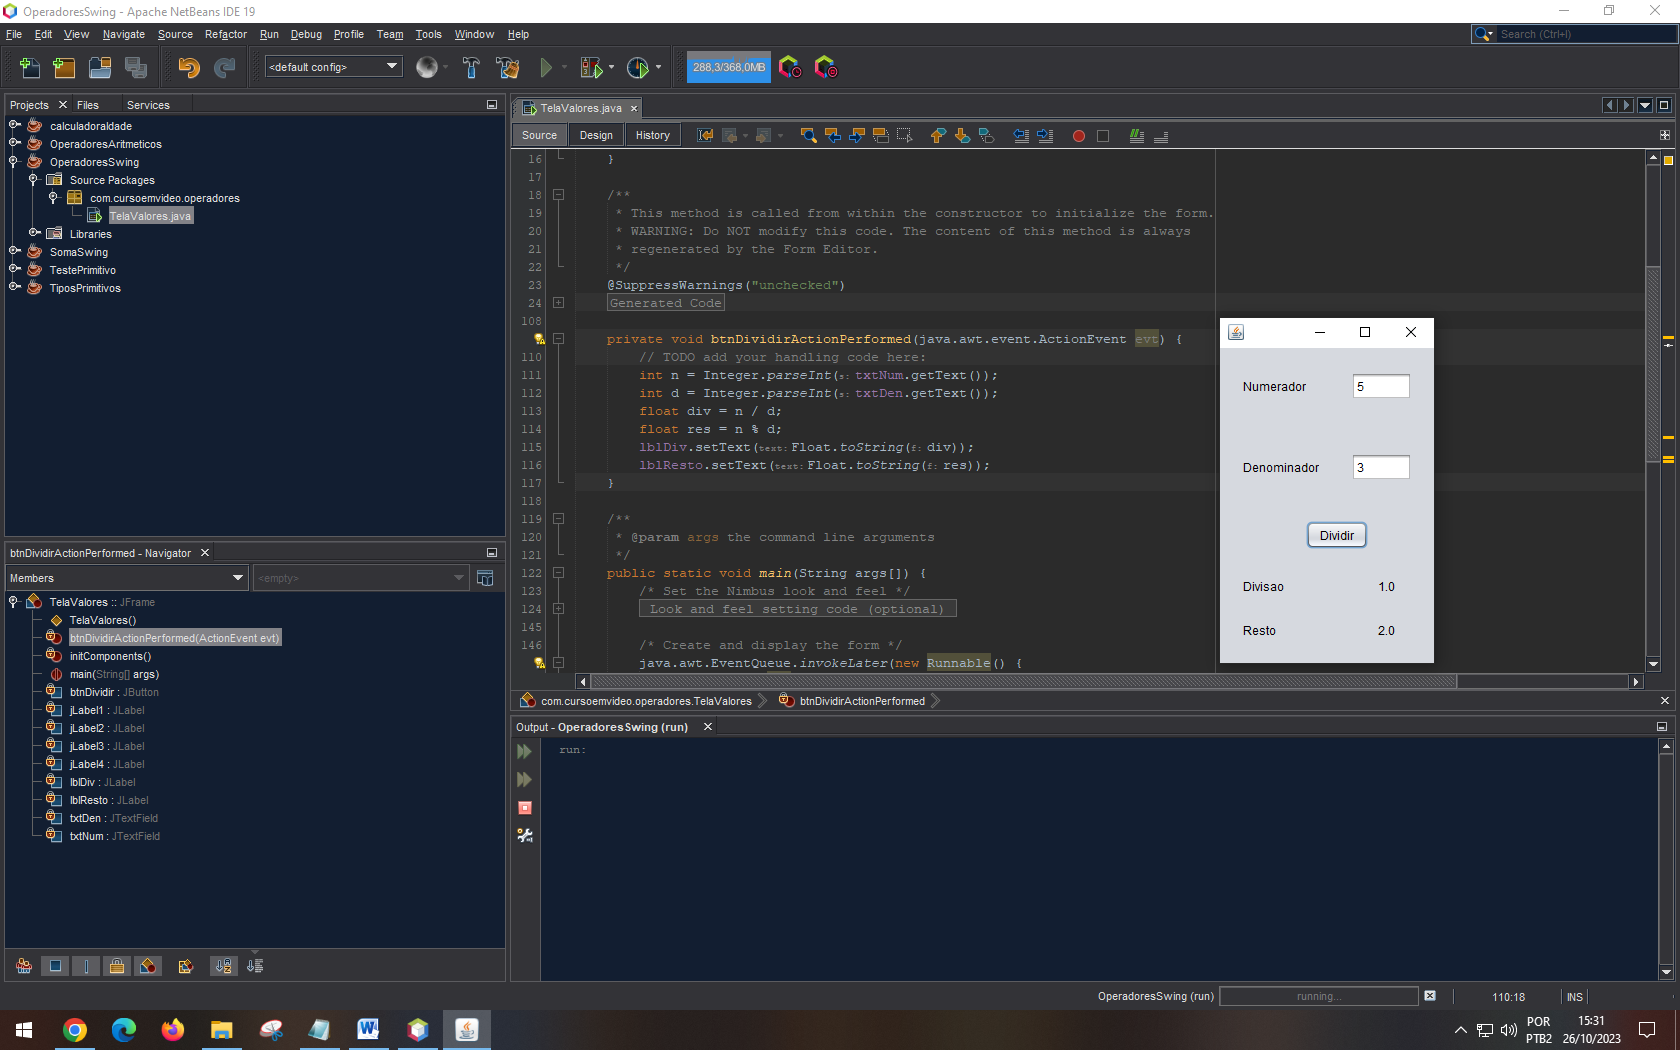 OperadoresSwing - Apache NetBeans IDE 19
File Edit View Navigate Source Refactor Run Debug Profile Team Tools Window Help
Search (Ctrl+I)
<default config>
288,3/368,0MB
Projects Files Services
calculadoraIdade
OperadoresAritmeticos
OperadoresSwing
Source Packages
com.cursoemvideo.operadores
TelaValores.java
Libraries
SomaSwing
TestePrimitivo
TiposPrimitivos
btnDividirActionPerformed - Navigator
Members
<empty>
TelaValores :: JFrame
TelaValores()
btnDividirActionPerformed(ActionEvent evt)
initComponents()
main(String[] args)
btnDividir : JButton
jLabel1 : JLabel
jLabel2 : JLabel
jLabel3 : JLabel
jLabel4 : JLabel
lblDiv : JLabel
lblResto : JLabel
txtDen : JTextField
txtNum : JTextField
TelaValores.java
Source Design History
16 }
17
18 /**
19 * This method is called from within the constructor to initialize the form.
20 * WARNING: Do NOT modify this code. The content of this method is always
21 * regenerated by the Form Editor.
22 */
23 @SuppressWarnings("unchecked")
24 Generated Code
108
private void btnDividirActionPerformed(java.awt.event.ActionEvent evt) {
110 // TODO add your handling code here:
111 int n = Integer.parseInt(s: txtNum.getText());
112 int d = Integer.parseInt(s: txtDen.getText());
113 float div = n / d;
114 float res = n % d;
115 lblDiv.setText(text: Float.toString(f: div));
116 lblResto.setText(text: Float.toString(f: res));
117 }
118
119 /**
120 * @param args the command line arguments
121 */
122 public static void main(String args[]) {
123 /* Set the Nimbus look and feel */
124 Look and feel setting code (optional)
145
146 /* Create and display the form */
java.awt.EventQueue.invokeLater(new Runnable() {
com.cursoemvideo.operadores.TelaValores btnDividirActionPerformed
Numerador 5
Denominador 3
Dividir
Divisao 1.0
Resto 2.0
Output - OperadoresSwing (run)
run:
OperadoresSwing (run) running... 110:18 INS
POR
PTB2
15:31
26/10/2023